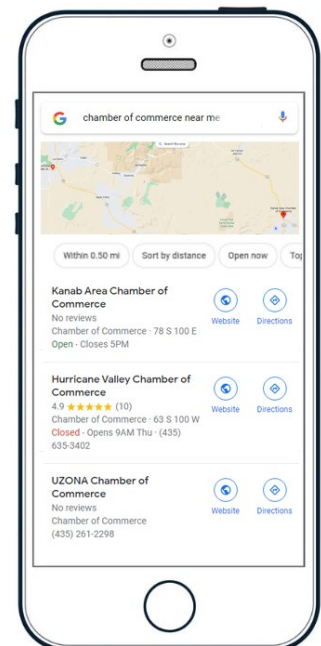 G chamber of commerce near me
Within 0.50 mi Sort by distance Open now Top
Kanab Area Chamber of
Commerce
No reviews
Chamber of Commerce · 78 S 100 E
Open · Closes 5PM
Website Directions
Hurricane Valley Chamber of
Commerce
4.9 ★★★★★ (10)
Chamber of Commerce · 63 S 100 W
Closed · Opens 9AM Thu · (435)
635-3402
Website Directions
UZONA Chamber of
Commerce
No reviews
Chamber of Commerce
(435) 261-2298
Website Directions